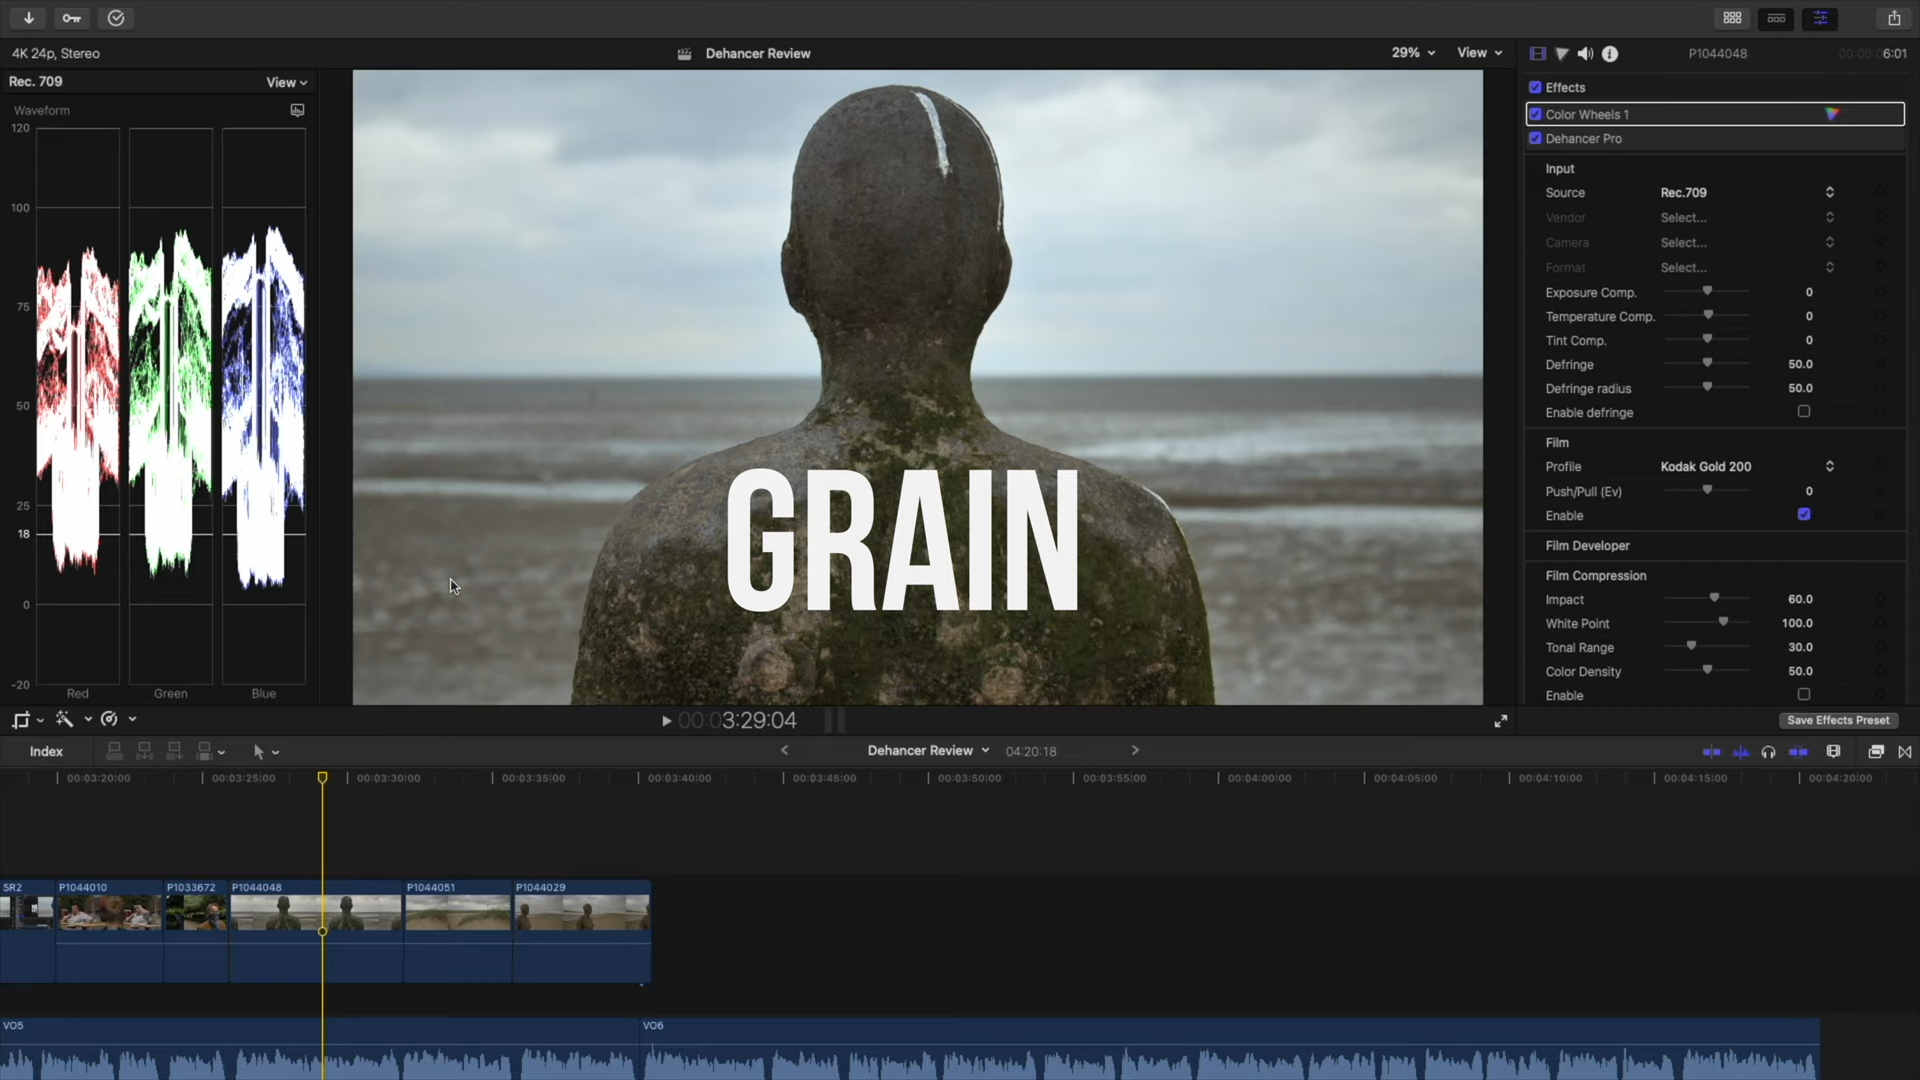 4K 24p, Stereo
Dehancer Review
29%
View
P1044048
00:00:06:01
Rec. 709
View
Waveform
120
100
75
50
25
18
0
-20
Red
Green
Blue
GRAIN
Effects
Color Wheels 1
Dehancer Pro
Input
Source Rec.709
Vendor Select...
Camera Select...
Format Select...
Exposure Comp. 0
Temperature Comp. 0
Tint Comp. 0
Defringe 50.0
Defringe radius 50.0
Enable defringe
Film
Profile Kodak Gold 200
Push/Pull (Ev) 0
Enable
Film Developer
Film Compression
Impact 60.0
White Point 100.0
Tonal Range 30.0
Color Density 50.0
Enable
Save Effects Preset
00:03:29:04
Index
Dehancer Review
04:20:18
00:03:20:00
00:03:25:00
00:03:30:00
00:03:35:00
00:03:40:00
00:03:45:00
00:03:50:00
00:03:55:00
00:04:00:00
00:04:05:00
00:04:10:00
00:04:15:00
00:04:20:00
SR2
P1044010
P1033672
P1044048
P1044051
P1044029
VO5
VO6